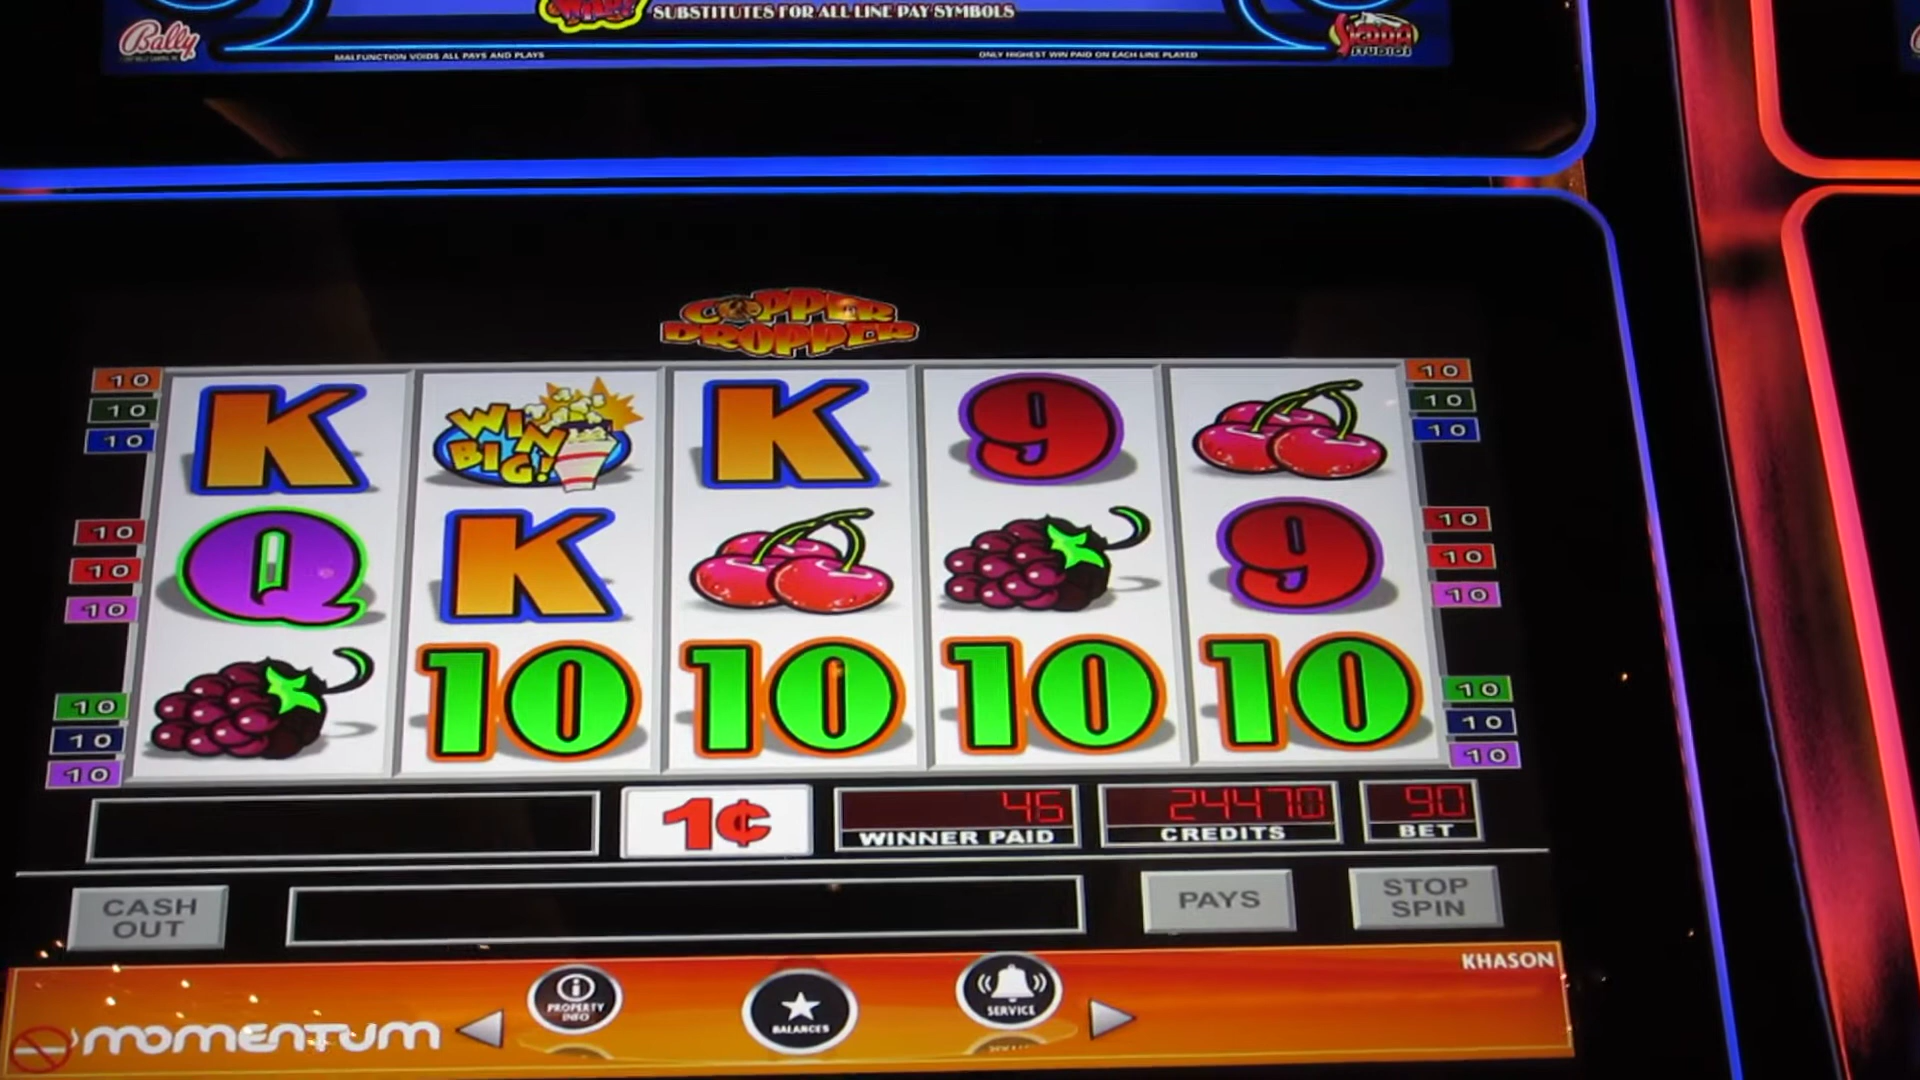 Wild!
SUBSTITUTES FOR ALL LINE PAY SYMBOLS
Bally
Sierra
STUDIOS
MALFUNCTION VOIDS ALL PAYS AND PLAYS
ONLY HIGHEST WIN PAID ON EACH LINE PLAYED
COPPER
DROPPER
10 10
10 10
10 10
K WIN BIG! K 9
10 10
10 10
10 10
Q K 9
10 10
10 10
10 10
10 10 10 10
1¢
46
WINNER PAID
24470
CREDITS
90
BET
CASH
OUT
PAYS
STOP
SPIN
KHASON
momentum
PROPERTY
INFO
BALANCES
SERVICE